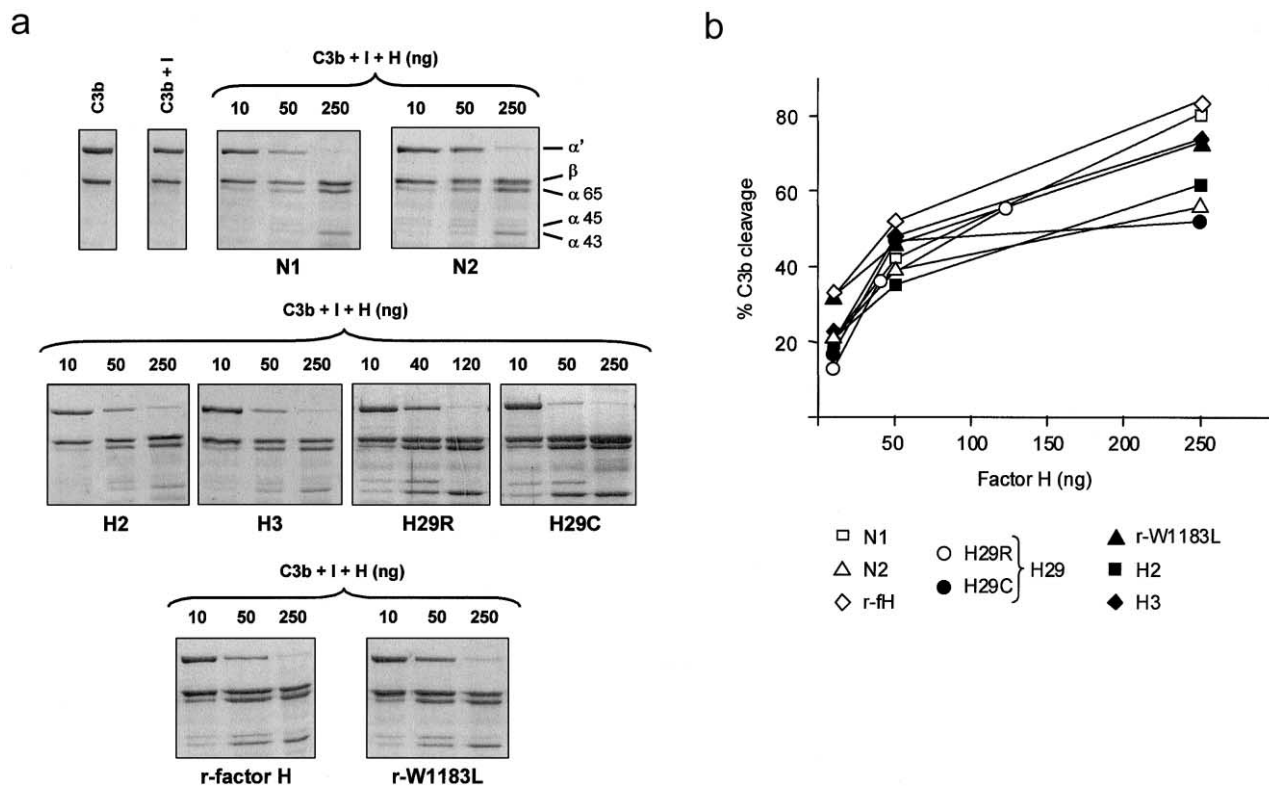 a
C3b
C3b + I
C3b + I + H (ng)
10 50 250
10 50 250
α'
β
α 65
α 45
α 43
N1
N2
C3b + I + H (ng)
10 50 250
10 50 250
10 40 120
10 50 250
H2
H3
H29R
H29C
C3b + I + H (ng)
10 50 250
10 50 250
r-factor H
r-W1183L
b
% C3b cleavage
80
60
40
20
50 100 150 200 250
Factor H (ng)
N1
N2
r-fH
H29R
H29C
H29
r-W1183L
H2
H3